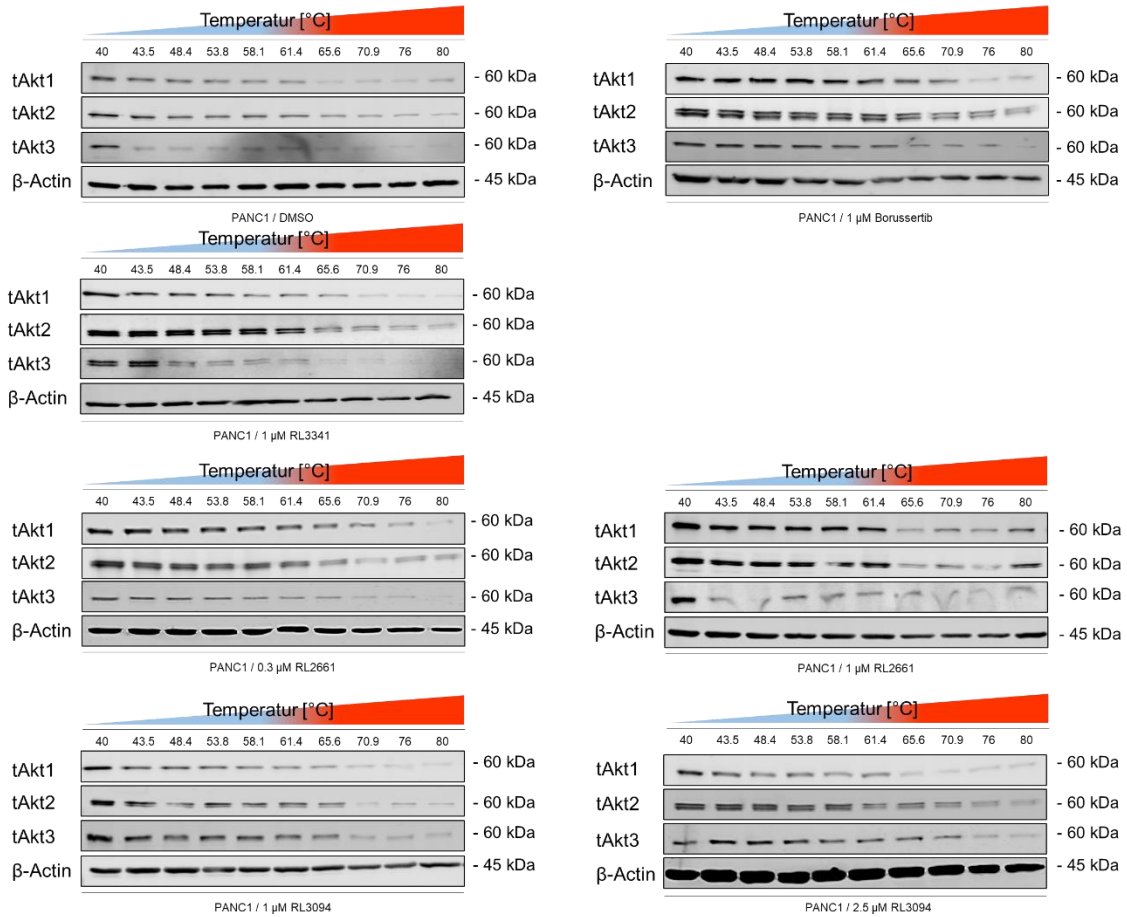 Temperatur [°C]
40 43.5 48.4 53.8 58.1 61.4 65.6 70.9 76 80
tAkt1 - 60 kDa
tAkt2 - 60 kDa
tAkt3 - 60 kDa
β-Actin - 45 kDa
PANC1 / DMSO
Temperatur [°C]
40 43.5 48.4 53.8 58.1 61.4 65.6 70.9 76 80
tAkt1 - 60 kDa
tAkt2 - 60 kDa
tAkt3 - 60 kDa
β-Actin - 45 kDa
PANC1 / 1 µM Borussertib
Temperatur [°C]
40 43.5 48.4 53.8 58.1 61.4 65.6 70.9 76 80
tAkt1 - 60 kDa
tAkt2 - 60 kDa
tAkt3 - 60 kDa
β-Actin - 45 kDa
PANC1 / 1 µM RL3341
Temperatur [°C]
40 43.5 48.4 53.8 58.1 61.4 65.6 70.9 76 80
tAkt1 - 60 kDa
tAkt2 - 60 kDa
tAkt3 - 60 kDa
β-Actin - 45 kDa
PANC1 / 0.3 µM RL2661
Temperatur [°C]
40 43.5 48.4 53.8 58.1 61.4 65.6 70.9 76 80
tAkt1 - 60 kDa
tAkt2 - 60 kDa
tAkt3 - 60 kDa
β-Actin - 45 kDa
PANC1 / 1 µM RL2661
Temperatur [°C]
40 43.5 48.4 53.8 58.1 61.4 65.6 70.9 76 80
tAkt1 - 60 kDa
tAkt2 - 60 kDa
tAkt3 - 60 kDa
β-Actin - 45 kDa
PANC1 / 1 µM RL3094
Temperatur [°C]
40 43.5 48.4 53.8 58.1 61.4 65.6 70.9 76 80
tAkt1 - 60 kDa
tAkt2 - 60 kDa
tAkt3 - 60 kDa
β-Actin - 45 kDa
PANC1 / 2.5 µM RL3094